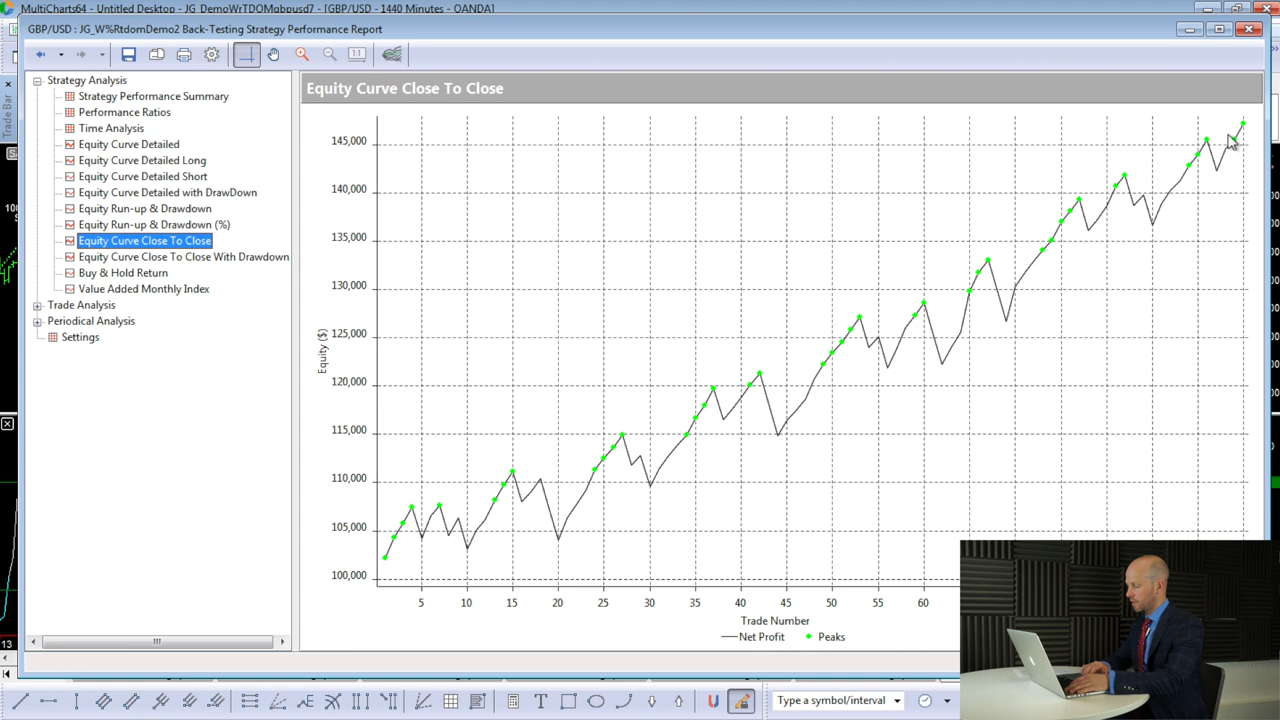 MultiCharts64 - Untitled Desktop - JG_DemoWrTDOMgbpusd7 - [GBP/USD - 1440 Minutes - OANDA]
GBP/USD : JG_W%RtdomDemo2 Back-Testing Strategy Performance Report
1:1
Strategy Analysis
Strategy Performance Summary
Performance Ratios
Time Analysis
Equity Curve Detailed
Equity Curve Detailed Long
Equity Curve Detailed Short
Equity Curve Detailed with DrawDown
Equity Run-up & Drawdown
Equity Run-up & Drawdown (%)
Equity Curve Close To Close
Equity Curve Close To Close With Drawdown
Buy & Hold Return
Value Added Monthly Index
Trade Analysis
Periodical Analysis
Settings
Trade Bar
13
Equity Curve Close To Close
145,000
140,000
135,000
130,000
125,000
120,000
115,000
110,000
105,000
100,000
Equity ($)
5 10 15 20 25 30 35 40 45 50 55 60
Trade Number
Net Profit Peaks
Type a symbol/interval